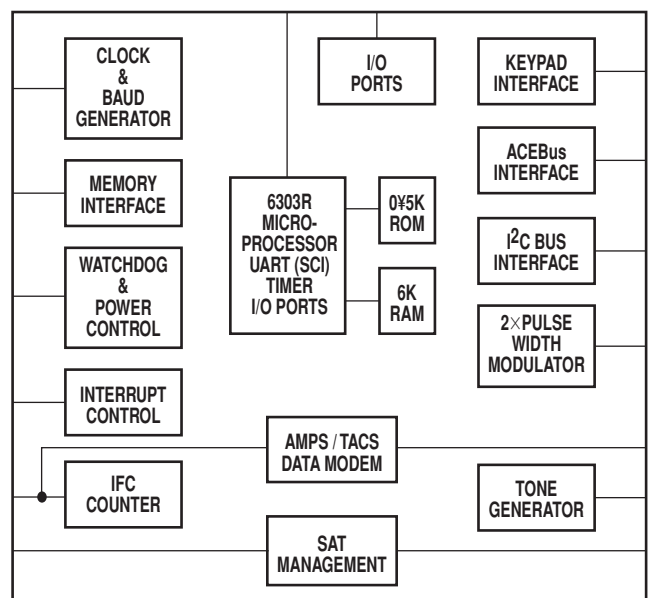 CLOCK
&
BAUD
GENERATOR
I/O
PORTS
KEYPAD
INTERFACE
MEMORY
INTERFACE
6303R
MICRO-
PROCESSOR
UART (SCI)
TIMER
I/O PORTS
0¥5K
ROM
6K
RAM
ACEBus
INTERFACE
I²C BUS
INTERFACE
WATCHDOG
&
POWER
CONTROL
2×PULSE
WIDTH
MODULATOR
INTERRUPT
CONTROL
AMPS / TACS
DATA MODEM
IFC
COUNTER
TONE
GENERATOR
SAT
MANAGEMENT